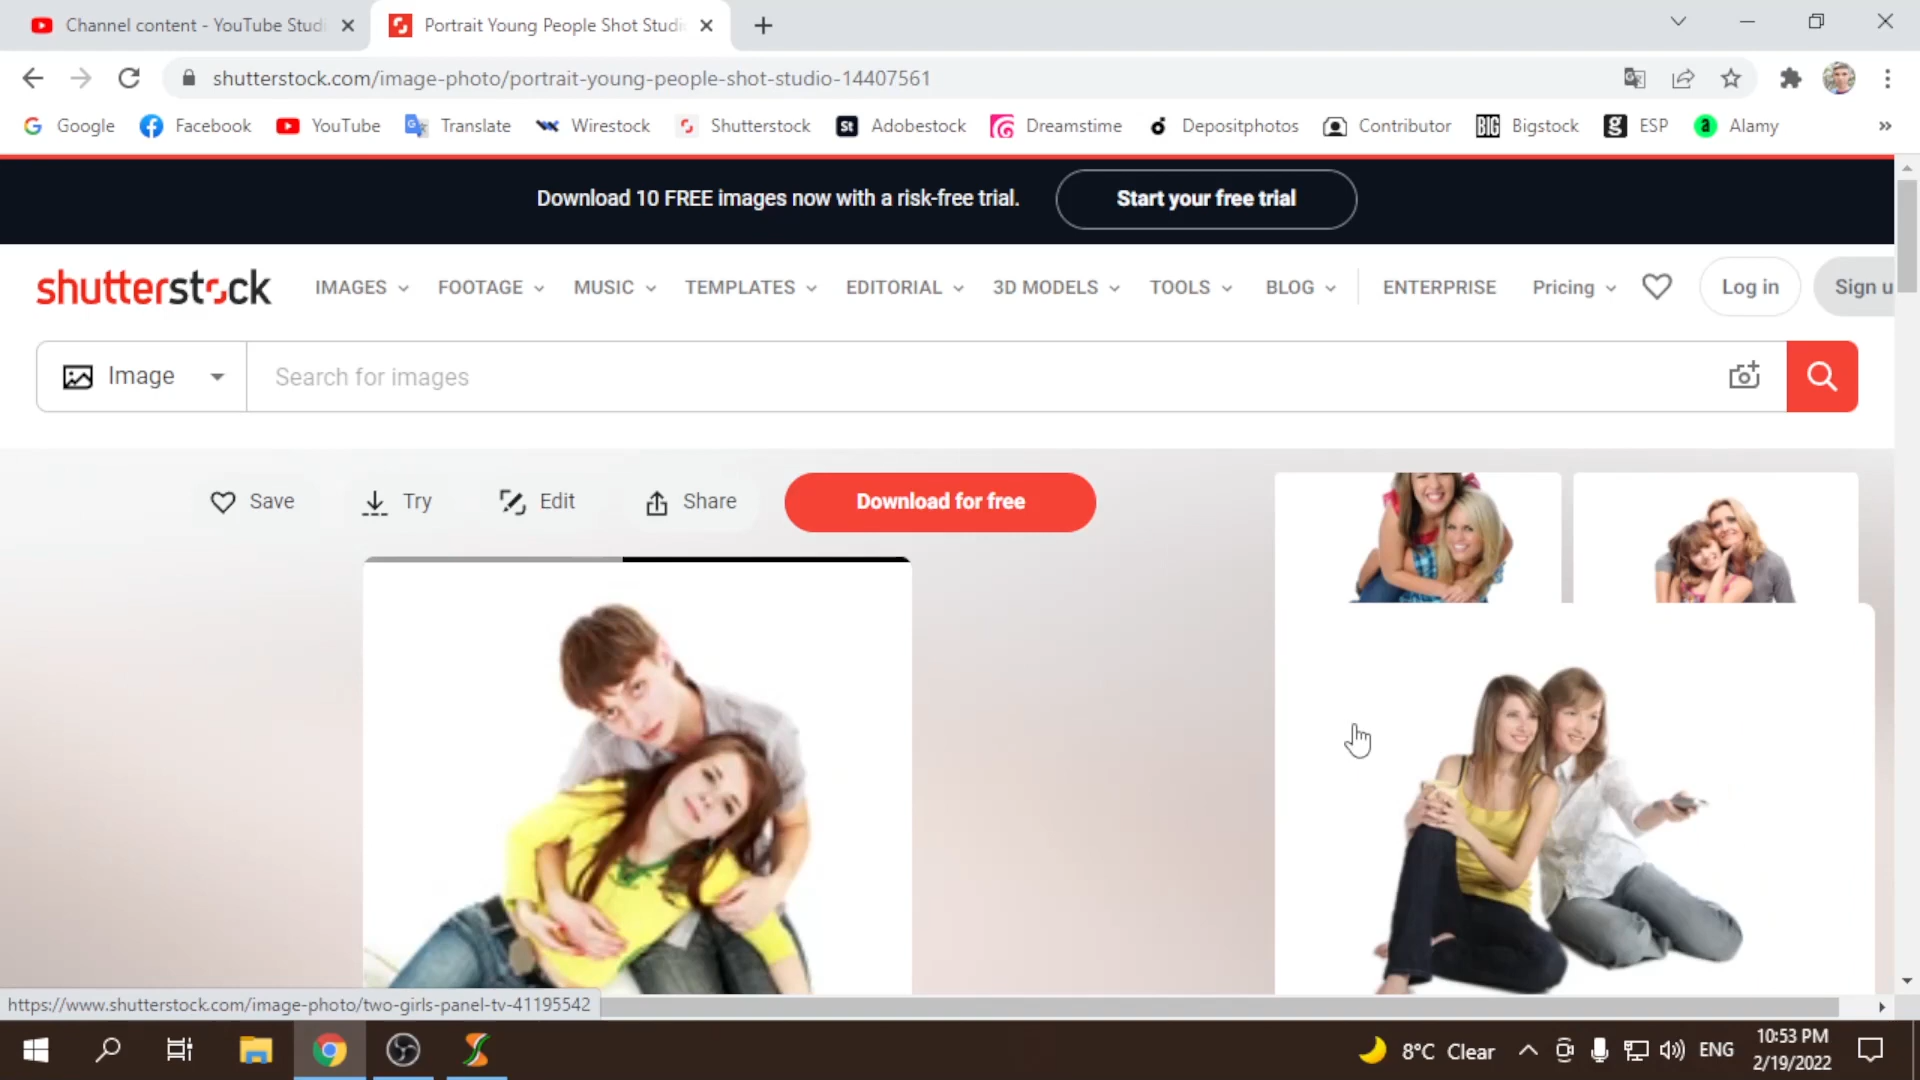 Channel content - YouTube Studi
Portrait Young People Shot Studi
shutterstock.com/image-photo/portrait-young-people-shot-studio-14407561
Google Facebook YouTube Translate Wirestock Shutterstock St Adobestock Dreamstime Depositphotos Contributor BIG Bigstock g ESP a Alamy »
Download 10 FREE images now with a risk-free trial. Start your free trial
shutterstock IMAGES FOOTAGE MUSIC TEMPLATES EDITORIAL 3D MODELS TOOLS BLOG ENTERPRISE Pricing Log in Sign u
Image Search for images
Save Try Edit Share Download for free
https://www.shutterstock.com/image-photo/two-girls-panel-tv-41195542
8°C Clear ENG 10:53 PM
2/19/2022